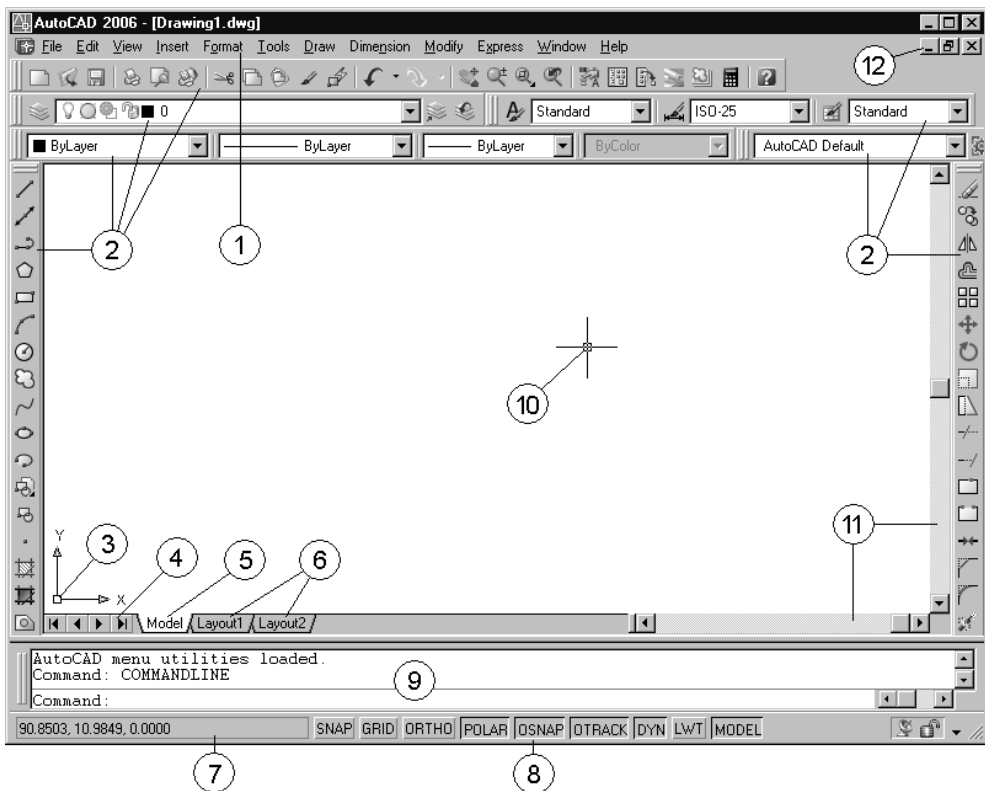 AutoCAD 2006 - [Drawing1.dwg]
File Edit View Insert Format Tools Draw Dimension Modify Express Window Help
12
0 Standard ISO-25 Standard
ByLayer ByLayer ByLayer ByColor AutoCAD Default
2 1 2
10
11
Y
3 4 5 6
X
Model Layout1 Layout2
AutoCAD menu utilities loaded.
Command: COMMANDLINE
9
Command:
90.8503, 10.9849, 0.0000 SNAP GRID ORTHO POLAR OSNAP OTRACK DYN LWT MODEL
7 8